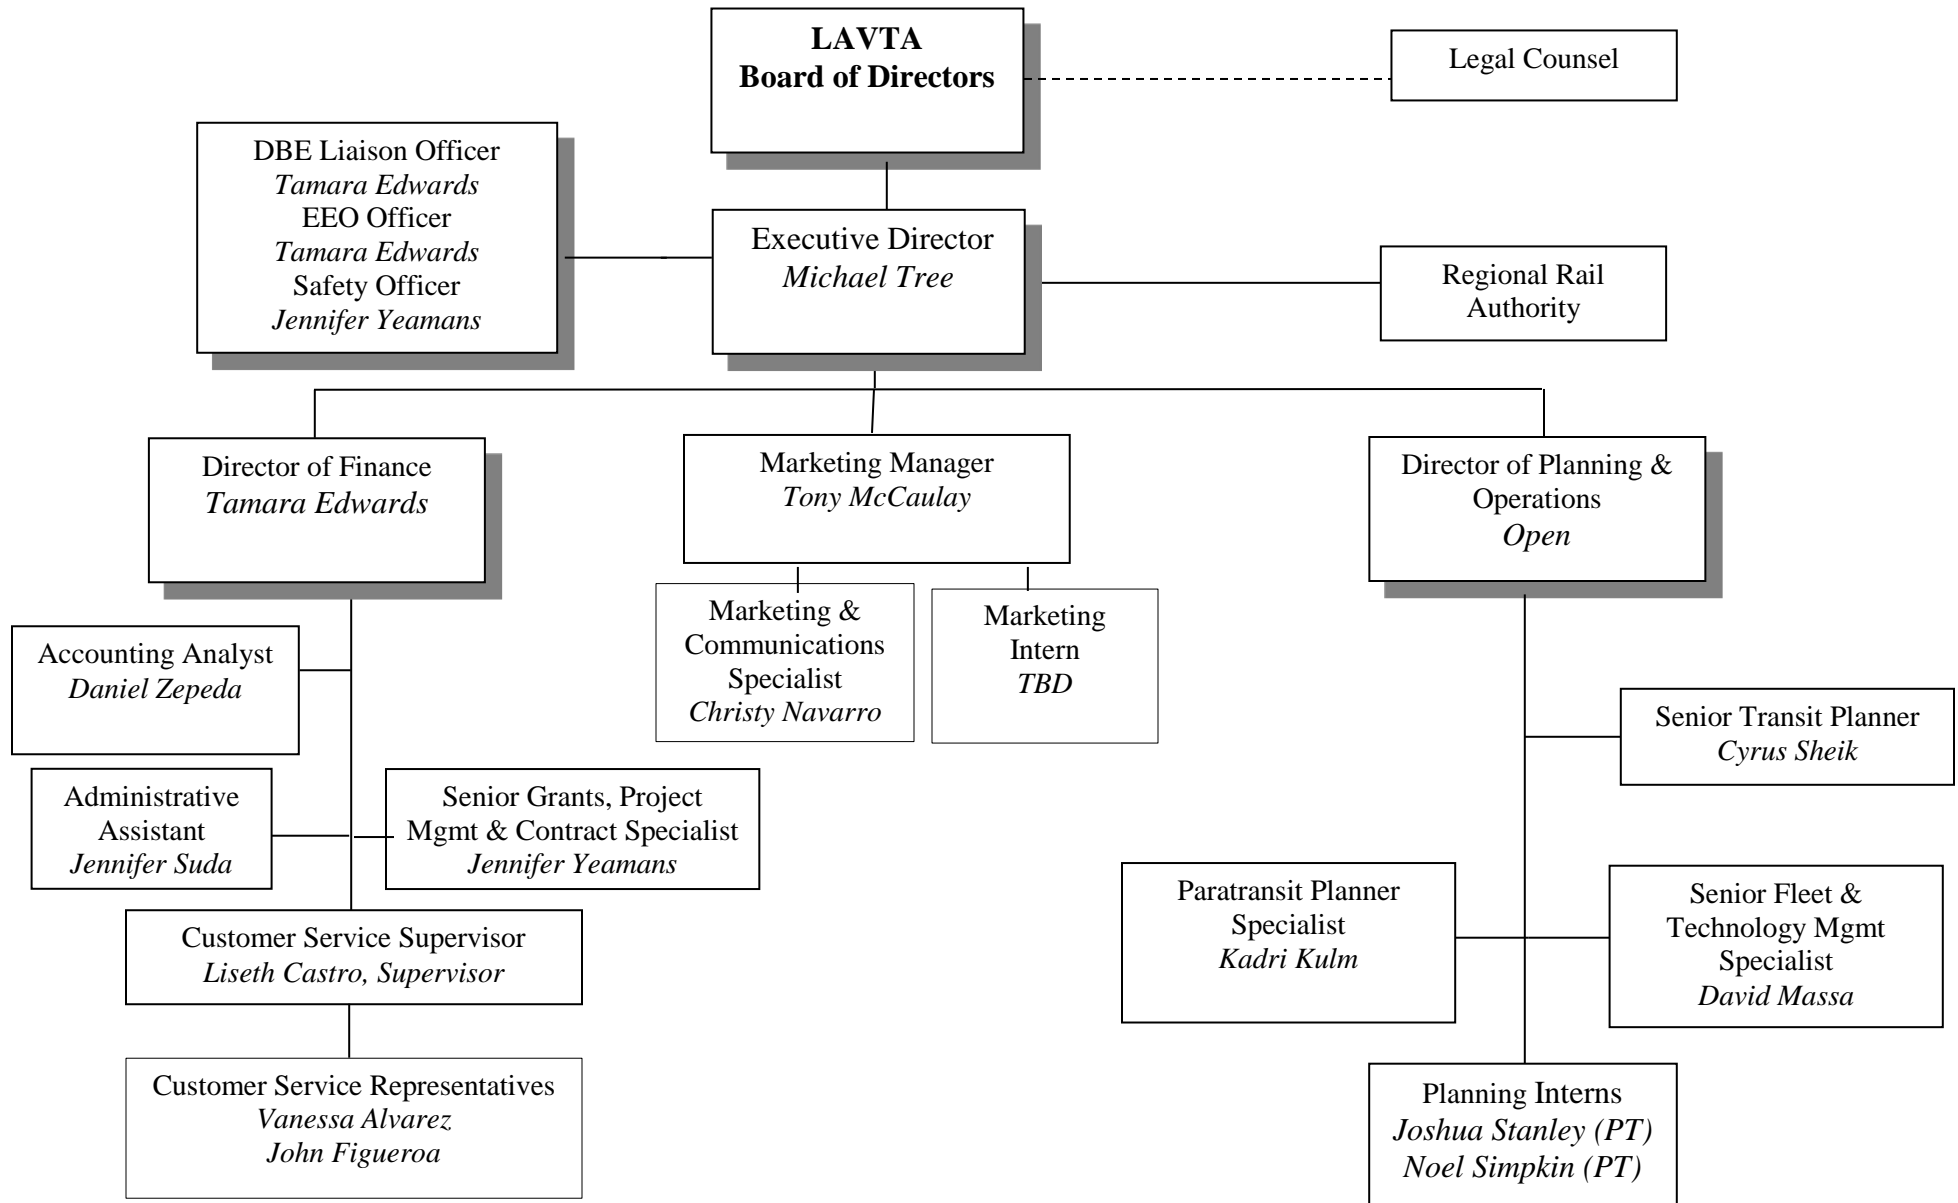 LAVTA
Board of Directors
Legal Counsel
DBE Liaison Officer
Tamara Edwards
EEO Officer
Tamara Edwards
Safety Officer
Jennifer Yeamans
Executive Director
Michael Tree
Regional Rail
Authority
Director of Finance
Tamara Edwards
Marketing Manager
Tony McCaulay
Director of Planning &
Operations
Open
Accounting Analyst
Daniel Zepeda
Marketing &
Communications
Specialist
Christy Navarro
Marketing
Intern
TBD
Senior Transit Planner
Cyrus Sheik
Administrative
Assistant
Jennifer Suda
Senior Grants, Project
Mgmt & Contract Specialist
Jennifer Yeamans
Paratransit Planner
Specialist
Kadri Kulm
Senior Fleet &
Technology Mgmt
Specialist
David Massa
Customer Service Supervisor
Liseth Castro, Supervisor
Customer Service Representatives
Vanessa Alvarez
John Figueroa
Planning Interns
Joshua Stanley (PT)
Noel Simpkin (PT)